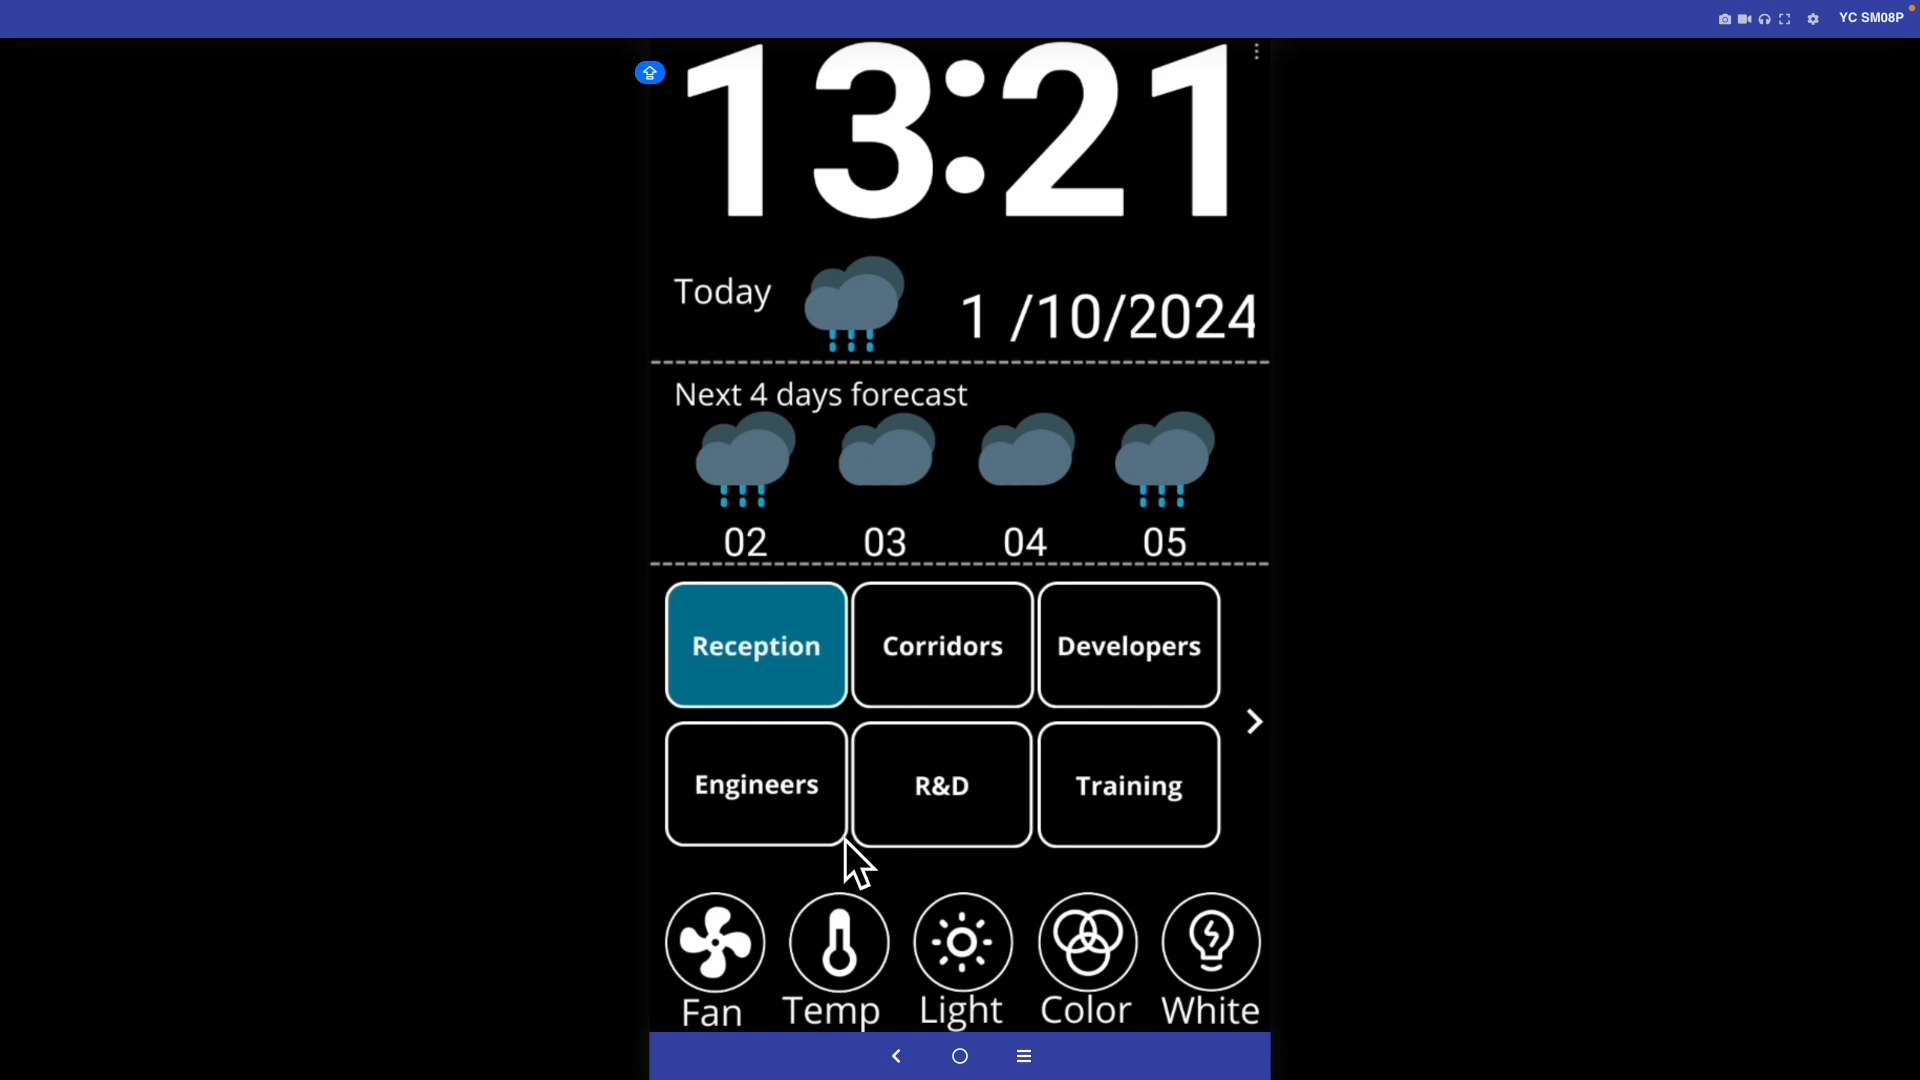 YC SM08P
13:21
Today
1 /10/2024
Next 4 days forecast
02 03 04 05
Reception Corridors Developers
Engineers R&D Training
Fan Temp Light Color White